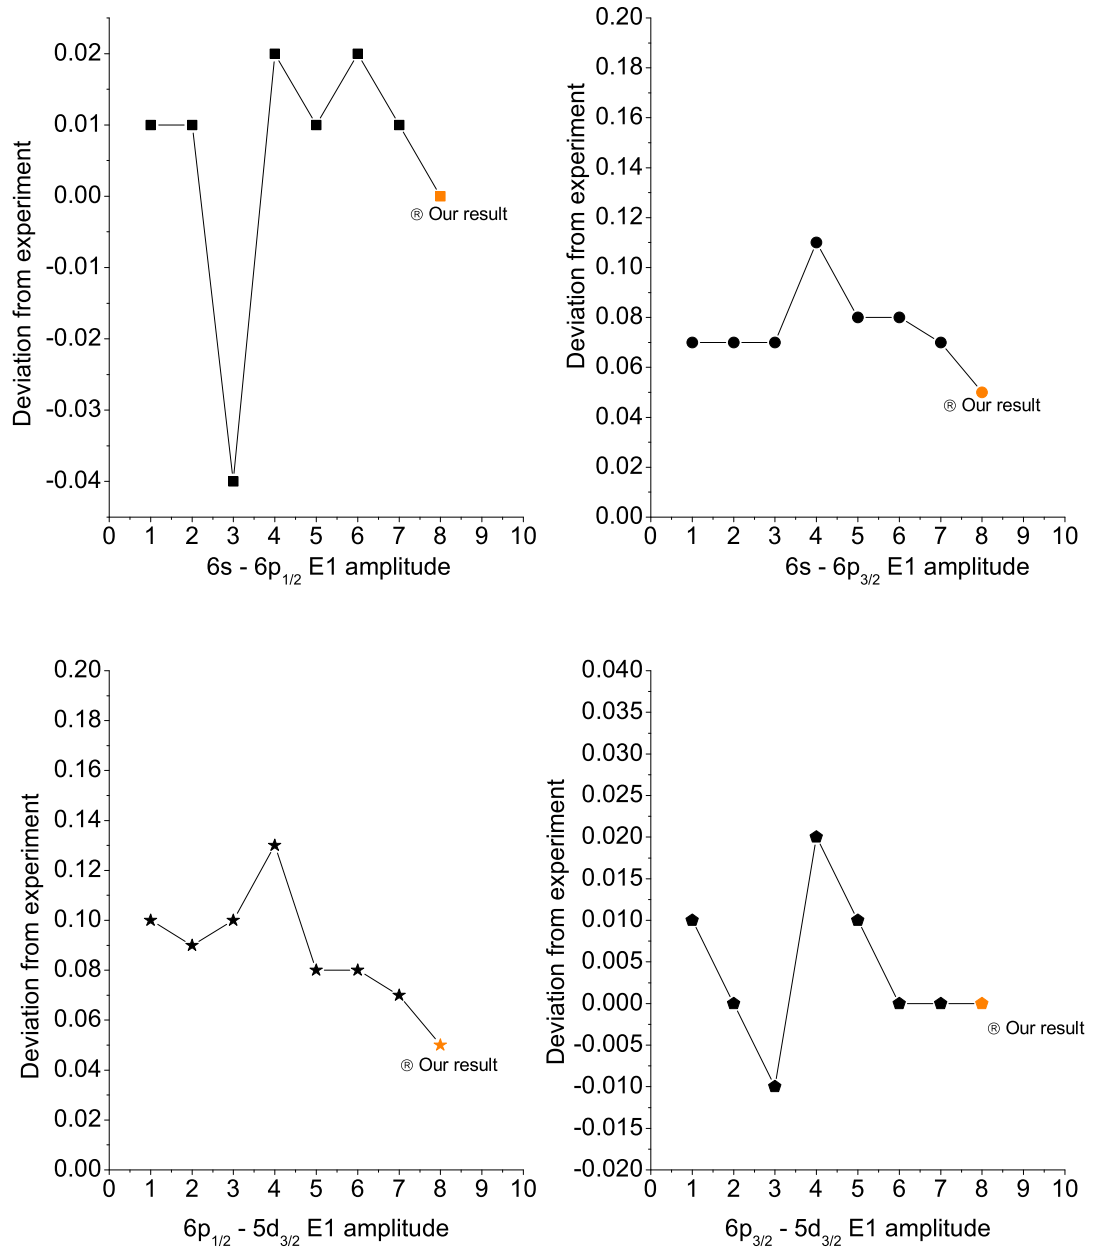 Deviation from experiment
0.02
0.01
0.00
-0.01
-0.02
-0.03
-0.04
® Our result
0 1 2 3 4 5 6 7 8 9 10
6s - 6p1/2 E1 amplitude
Deviation from experiment
0.20
0.18
0.16
0.14
0.12
0.10
0.08
0.06
0.04
0.02
0.00
® Our result
0 1 2 3 4 5 6 7 8 9 10
6s - 6p3/2 E1 amplitude
Deviation from experiment
0.20
0.18
0.16
0.14
0.12
0.10
0.08
0.06
0.04
0.02
0.00
® Our result
0 1 2 3 4 5 6 7 8 9 10
6p1/2 - 5d3/2 E1 amplitude
Deviation from experiment
0.040
0.035
0.030
0.025
0.020
0.015
0.010
0.005
0.000
-0.005
-0.010
-0.015
-0.020
® Our result
0 1 2 3 4 5 6 7 8 9 10
6p3/2 - 5d3/2 E1 amplitude